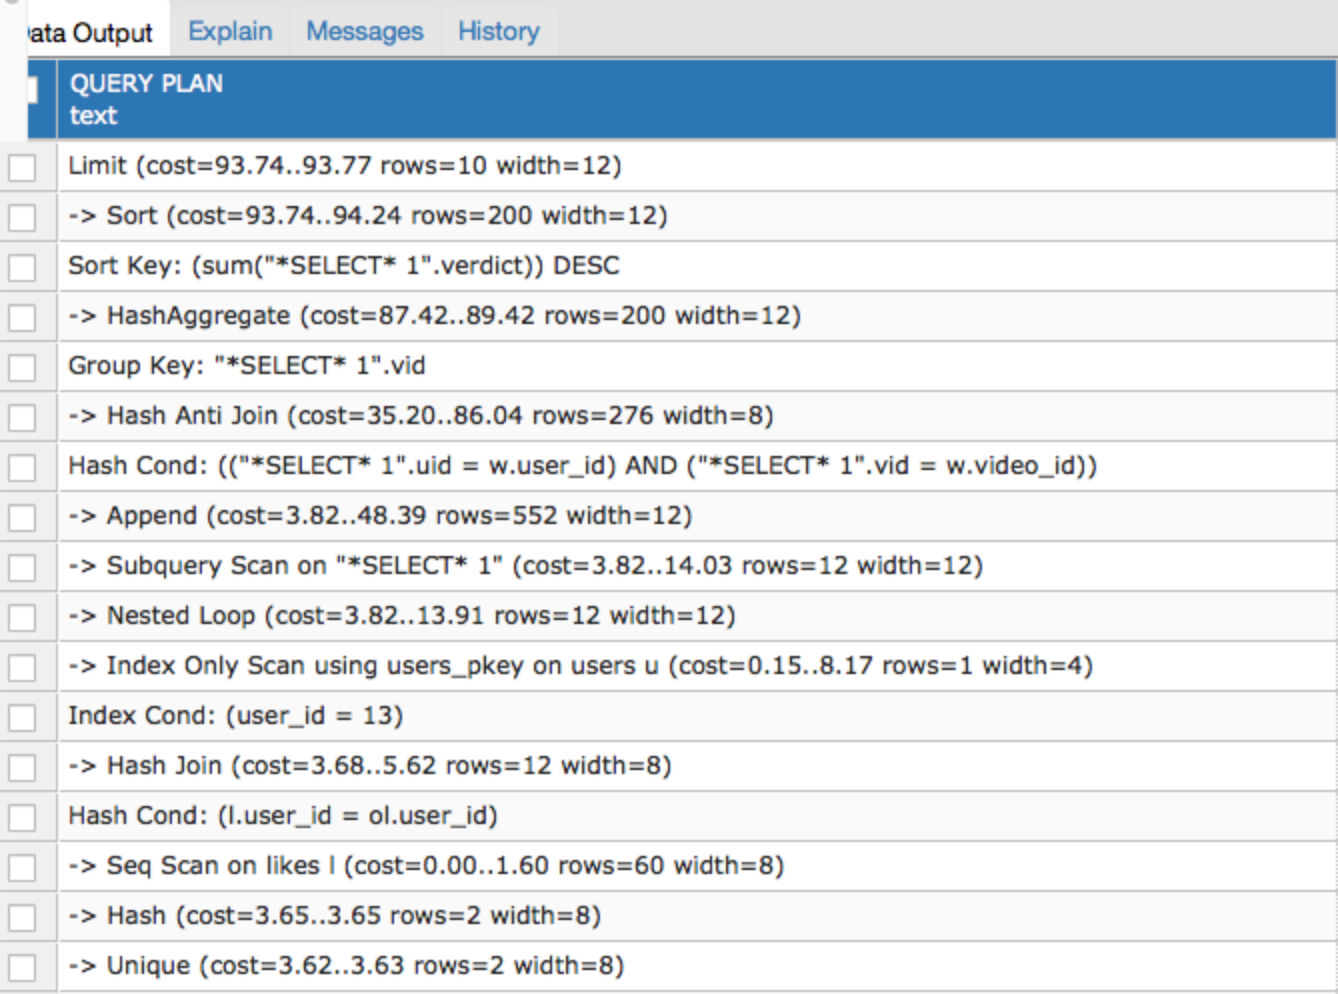 ata Output Explain Messages History
QUERY PLAN
text
Limit (cost=93.74..93.77 rows=10 width=12)
-> Sort (cost=93.74..94.24 rows=200 width=12)
Sort Key: (sum("*SELECT* 1".verdict)) DESC
-> HashAggregate (cost=87.42..89.42 rows=200 width=12)
Group Key: "*SELECT* 1".vid
-> Hash Anti Join (cost=35.20..86.04 rows=276 width=8)
Hash Cond: (("*SELECT* 1".uid = w.user_id) AND ("*SELECT* 1".vid = w.video_id))
-> Append (cost=3.82..48.39 rows=552 width=12)
-> Subquery Scan on "*SELECT* 1" (cost=3.82..14.03 rows=12 width=12)
-> Nested Loop (cost=3.82..13.91 rows=12 width=12)
-> Index Only Scan using users_pkey on users u (cost=0.15..8.17 rows=1 width=4)
Index Cond: (user_id = 13)
-> Hash Join (cost=3.68..5.62 rows=12 width=8)
Hash Cond: (l.user_id = ol.user_id)
-> Seq Scan on likes l (cost=0.00..1.60 rows=60 width=8)
-> Hash (cost=3.65..3.65 rows=2 width=8)
-> Unique (cost=3.62..3.63 rows=2 width=8)